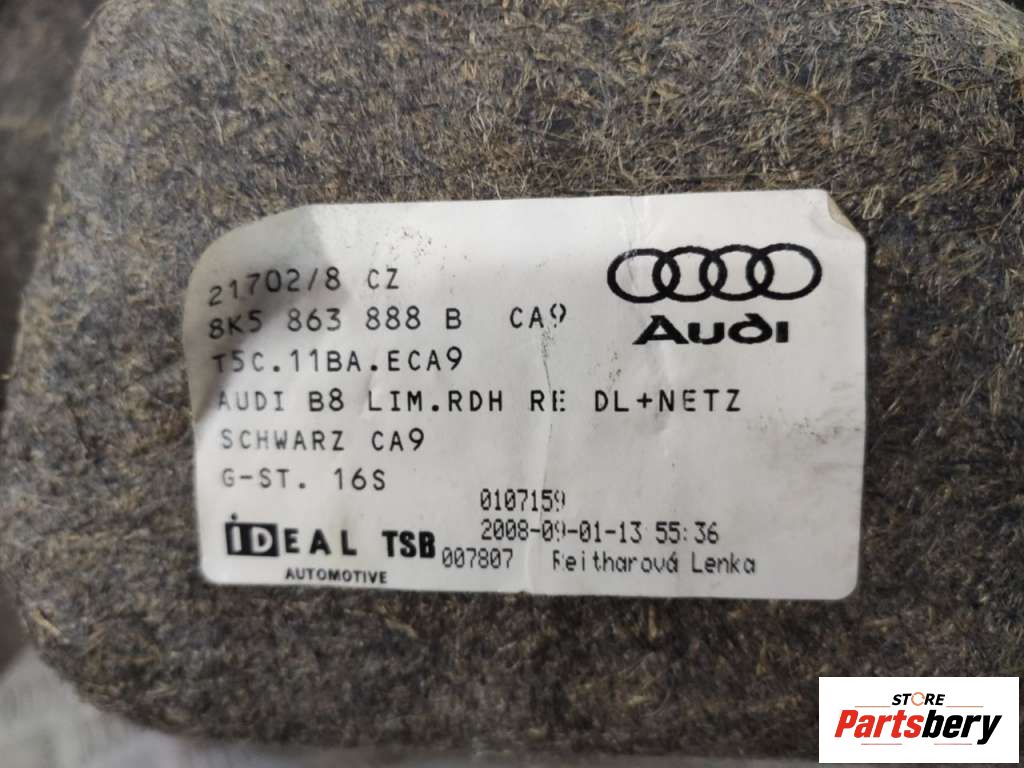 21702/8 CZ
8K5 863 888 B CA9
T5C.11BA.ECA9
AUDI B8 LIM.RDH RE DL+NETZ
SCHWARZ CA9
G-ST. 16S
Audi
0107159
2008-09-01-13 55:36
iDEAL TSB 007807 Feitharová Lenka
AUTOMOTIVE
STORE
Partsbery